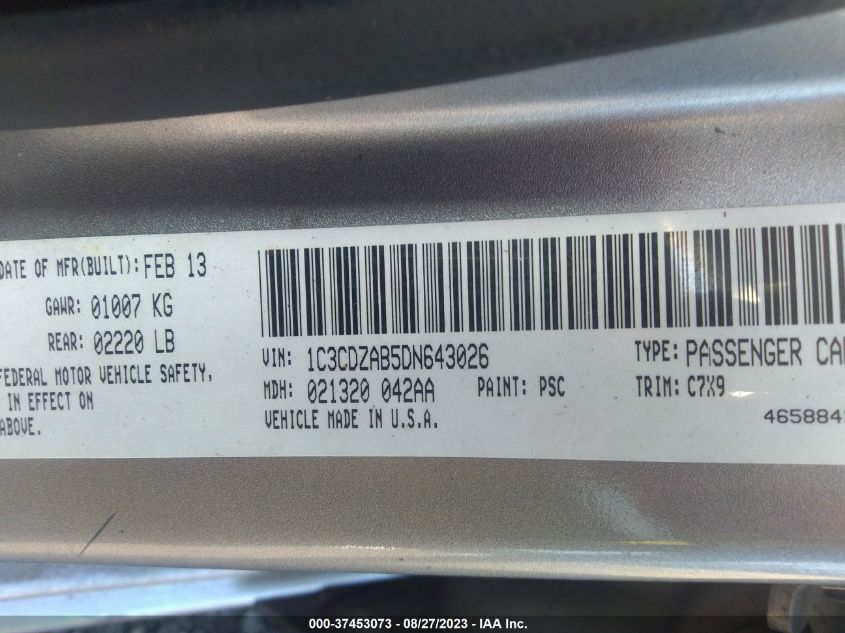 DATE OF MFR(BUILT): FEB 13
GAWR: 01007 KG
REAR: 02220 LB
FEDERAL MOTOR VEHICLE SAFETY,
IN EFFECT ON
ABOVE.
VIN: 1C3CDZAB5DN643026
TYPE: PASSENGER CAR
MDH: 021320 042AA
PAINT: PSC
TRIM: C7X9
VEHICLE MADE IN U.S.A.
465884
000-37453073 - 08/27/2023 - IAA Inc.